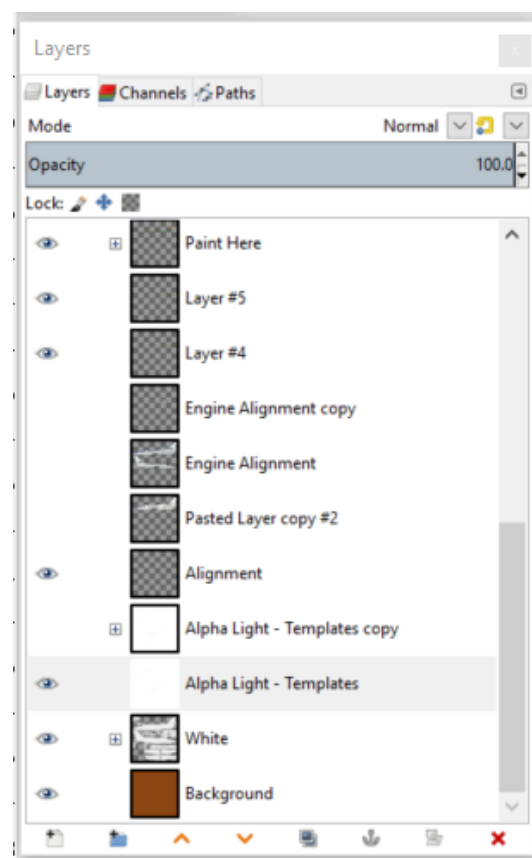 Layers
x
Layers Channels Paths
Mode Normal
Opacity 100.0
Lock:
Paint Here
Layer #5
Layer #4
Engine Alignment copy
Engine Alignment
Pasted Layer copy #2
Alignment
Alpha Light - Templates copy
Alpha Light - Templates
White
Background